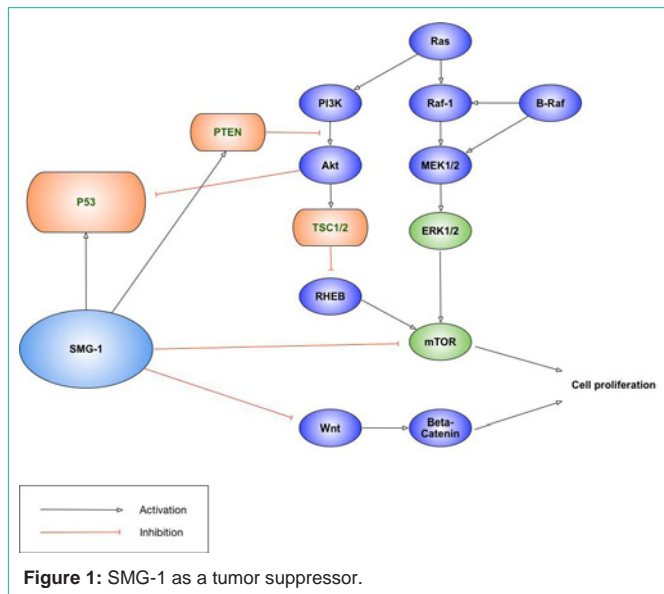 Ras
PI3K
Raf-1
B-Raf
PTEN
Akt
MEK1/2
P53
TSC1/2
ERK1/2
RHEB
SMG-1
mTOR
Cell proliferation
Wnt
Beta-
Catenin
Activation
Inhibition
Figure 1: SMG-1 as a tumor suppressor.